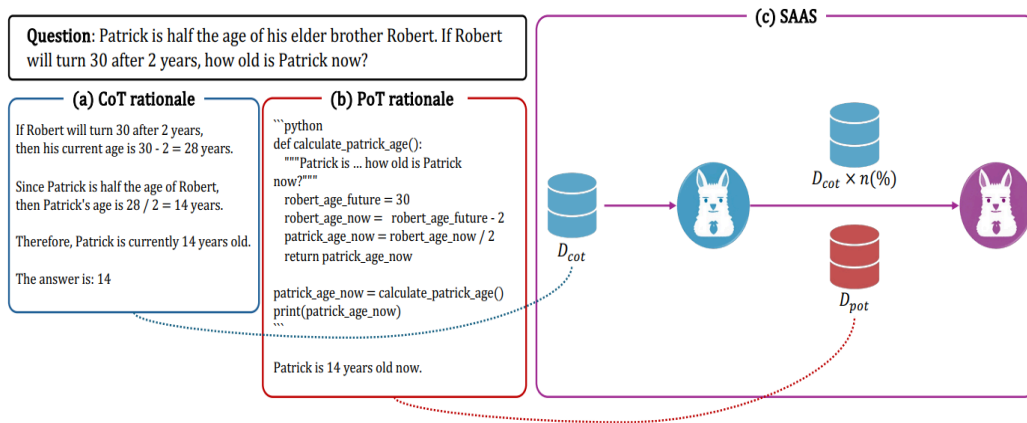 Question: Patrick is half the age of his elder brother Robert. If Robert
will turn 30 after 2 years, how old is Patrick now?
(a) CoT rationale
If Robert will turn 30 after 2 years,
then his current age is 30 - 2 = 28 years.
Since Patrick is half the age of Robert,
then Patrick's age is 28 / 2 = 14 years.
Therefore, Patrick is currently 14 years old.
The answer is: 14
(b) PoT rationale
```python
def calculate_patrick_age():
"""Patrick is ... how old is Patrick
now?"""
robert_age_future = 30
robert_age_now = robert_age_future - 2
patrick_age_now = robert_age_now / 2
return patrick_age_now
patrick_age_now = calculate_patrick_age()
print(patrick_age_now)
```
Patrick is 14 years old now.
(c) SAAS
D_cot
D_cot × n(%)
D_pot